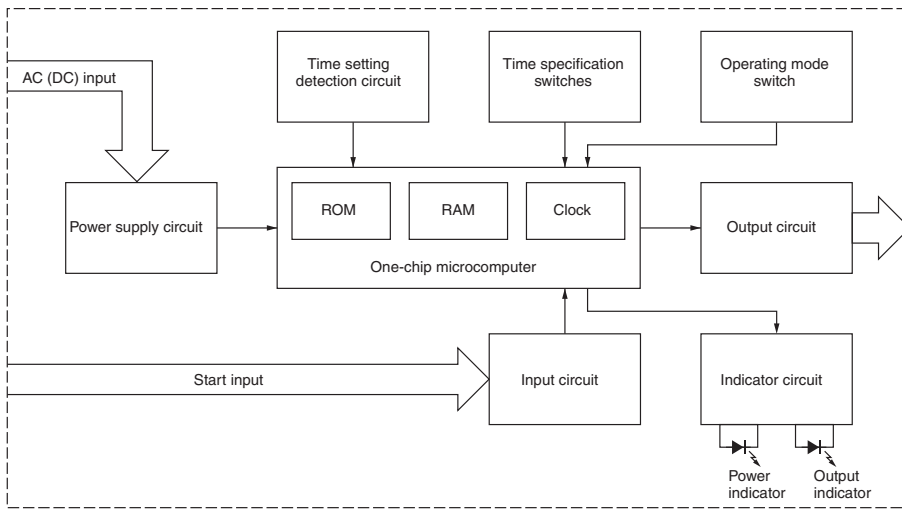 Time setting
detection circuit
Time specification
switches
Operating mode
switch
AC (DC) input
Power supply circuit
ROM
RAM
Clock
One-chip microcomputer
Output circuit
Start input
Input circuit
Indicator circuit
Power
indicator
Output
indicator